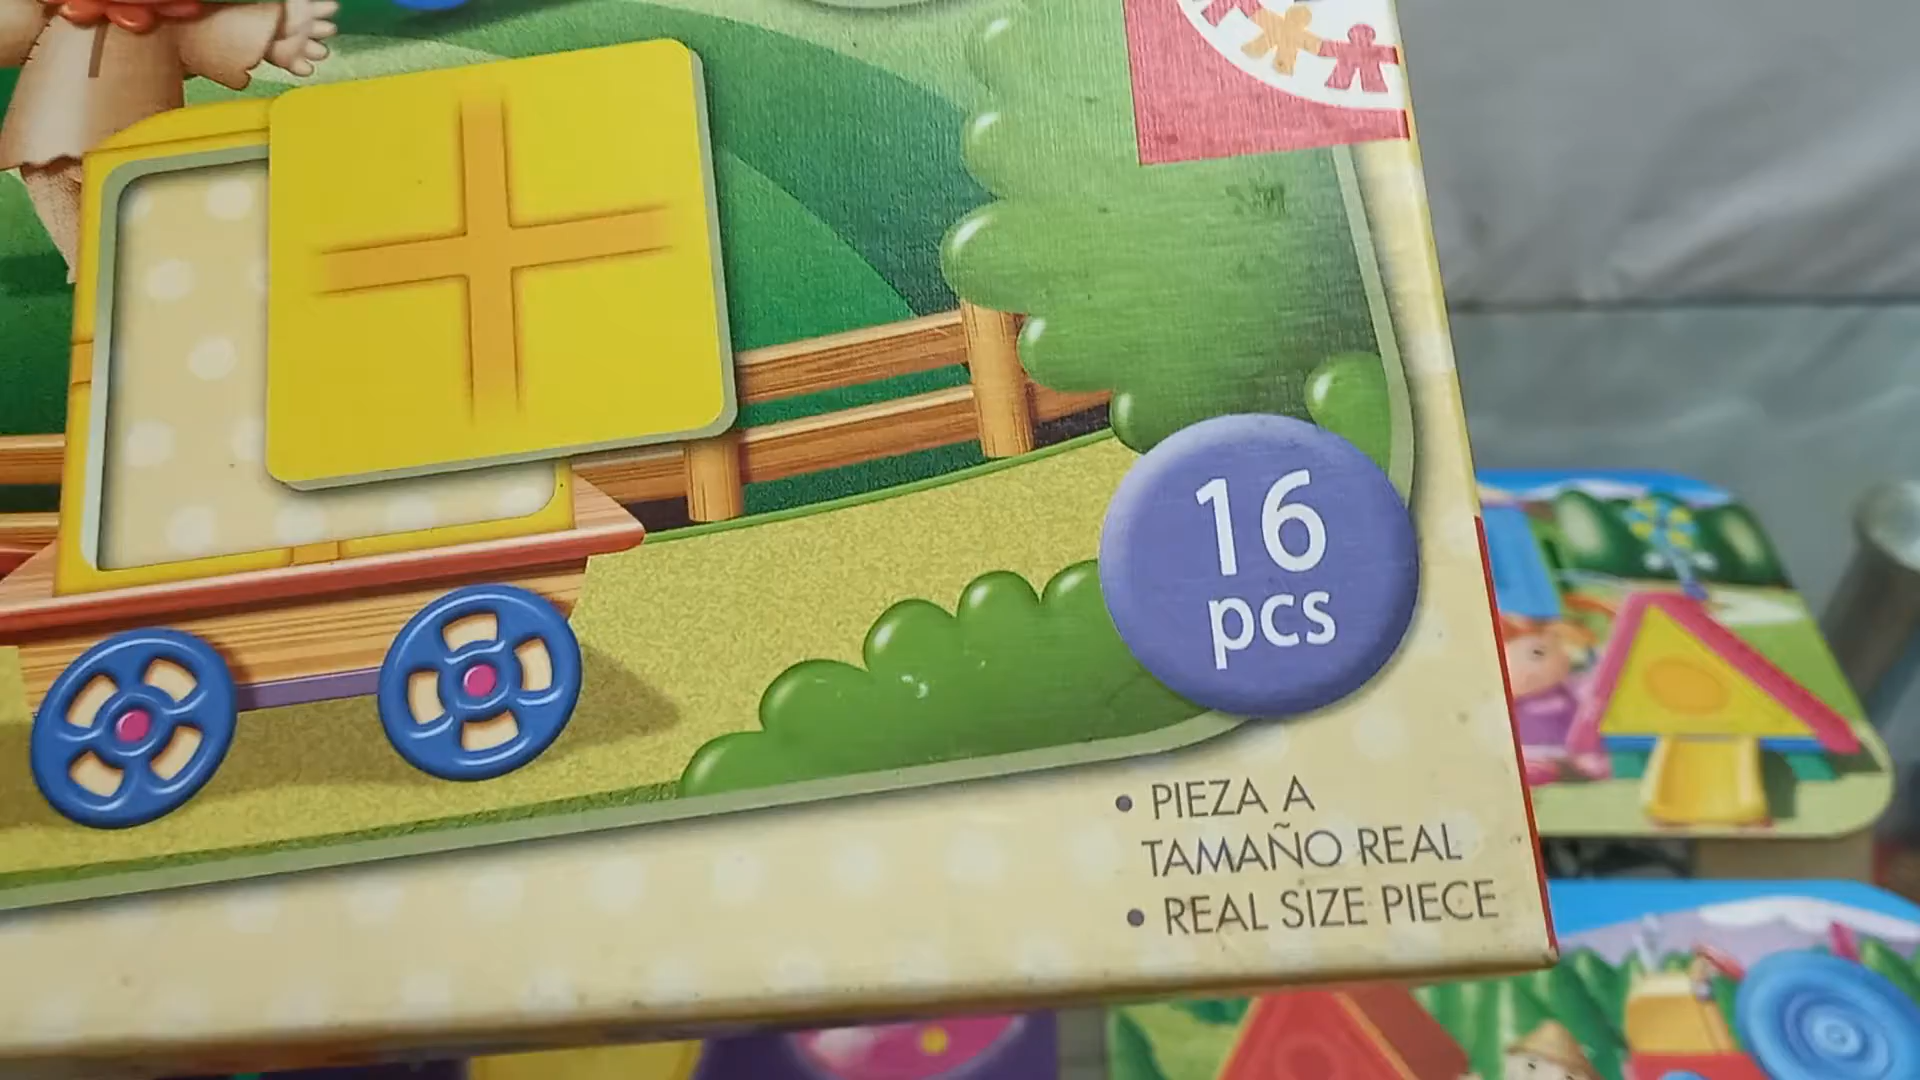 16
pcs
• PIEZA A
TAMAÑO REAL
• REAL SIZE PIECE